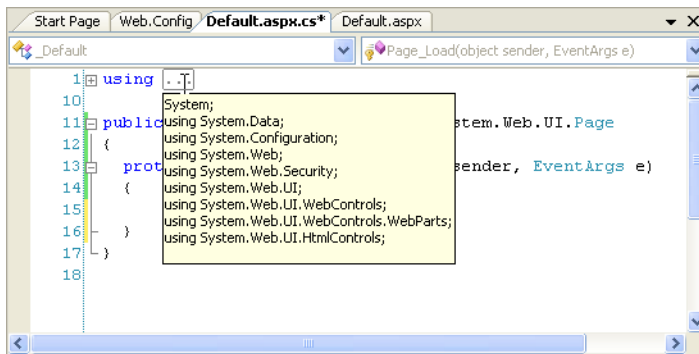 Start Page Web.Config Default.aspx.cs* Default.aspx
_Default Page_Load(object sender, EventArgs e)
1 using ...
10 System;
11 public using System.Data; stem.Web.UI.Page
12 { using System.Configuration;
using System.Web;
13 prot using System.Web.Security; sender, EventArgs e)
14 { using System.Web.UI;
15 using System.Web.UI.WebControls;
16 } using System.Web.UI.WebControls.WebParts;
17 } using System.Web.UI.HtmlControls;
18